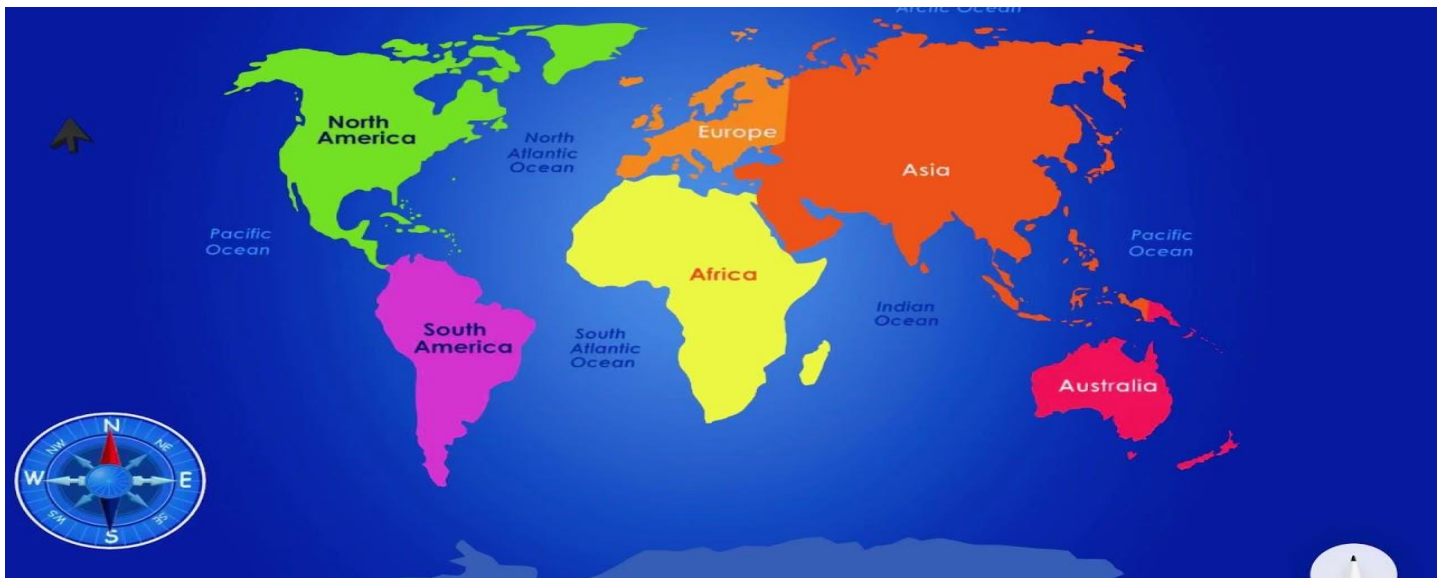 Arctic Ocean
North
America
North
Atlantic
Ocean
Europe
Asia
Pacific
Ocean
Pacific
Ocean
Africa
Indian
Ocean
South
America
South
Atlantic
Ocean
Australia
N
NW
NE
W
E
WS
SE
S